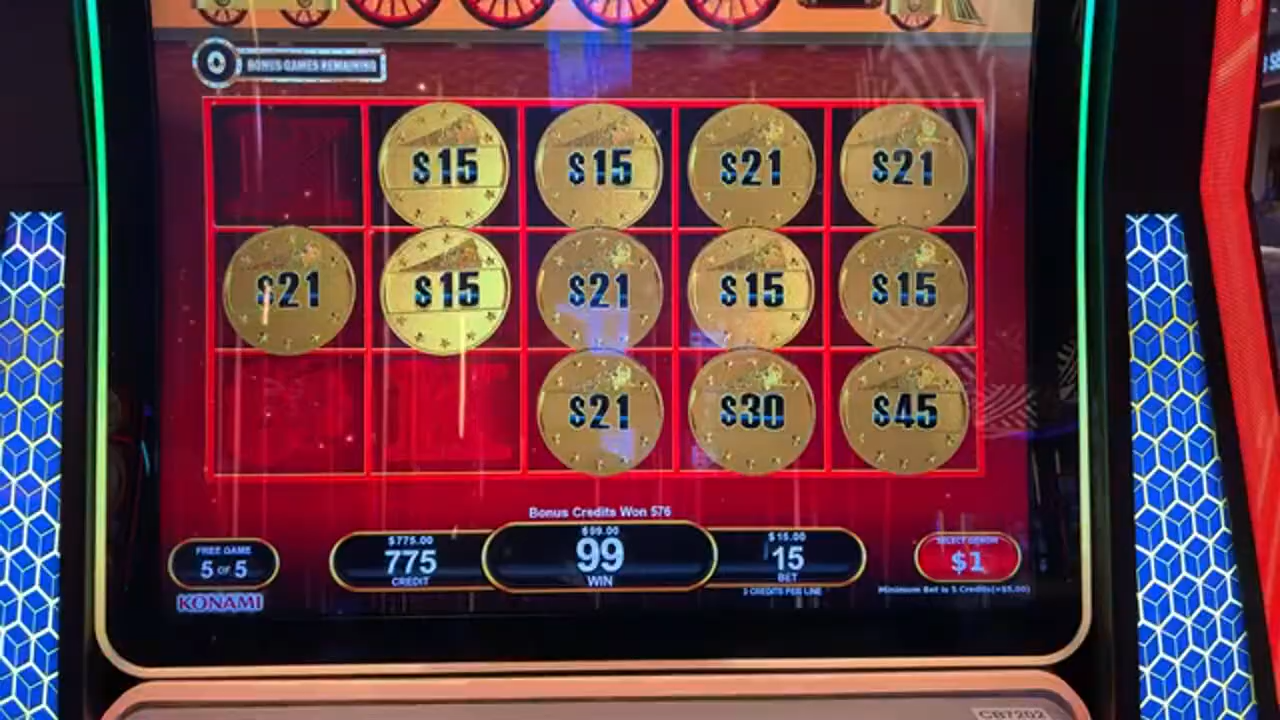 0 BONUS GAMES REMAINING
$15 $15 $21 $21
$21 $15 $21 $15 $15
$21 $30 $45
Bonus Credits Won 576
FREE GAME
5 OF 5
$775.00
775
CREDIT
$99.00
99
WIN
$15.00
15
BET
3 CREDITS PER LINE
SELECT DENOM
$1
Minimum Bet is 5 Credits(=$5.00)
KONAMI
CB7202